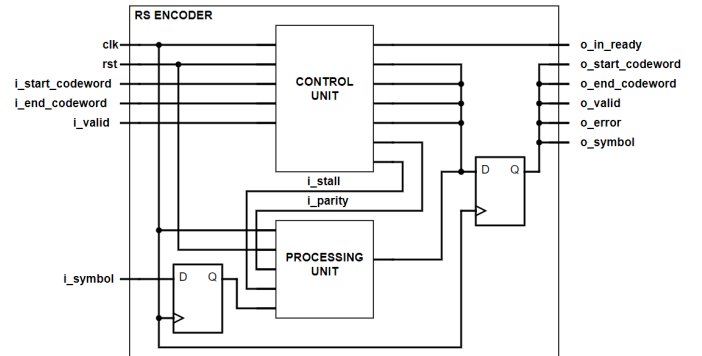 RS ENCODER
clk
rst
i_start_codeword
i_end_codeword
i_valid
CONTROL
UNIT
o_in_ready
o_start_codeword
o_end_codeword
o_valid
o_error
o_symbol
D Q
i_stall
i_parity
PROCESSING
UNIT
i_symbol
D Q